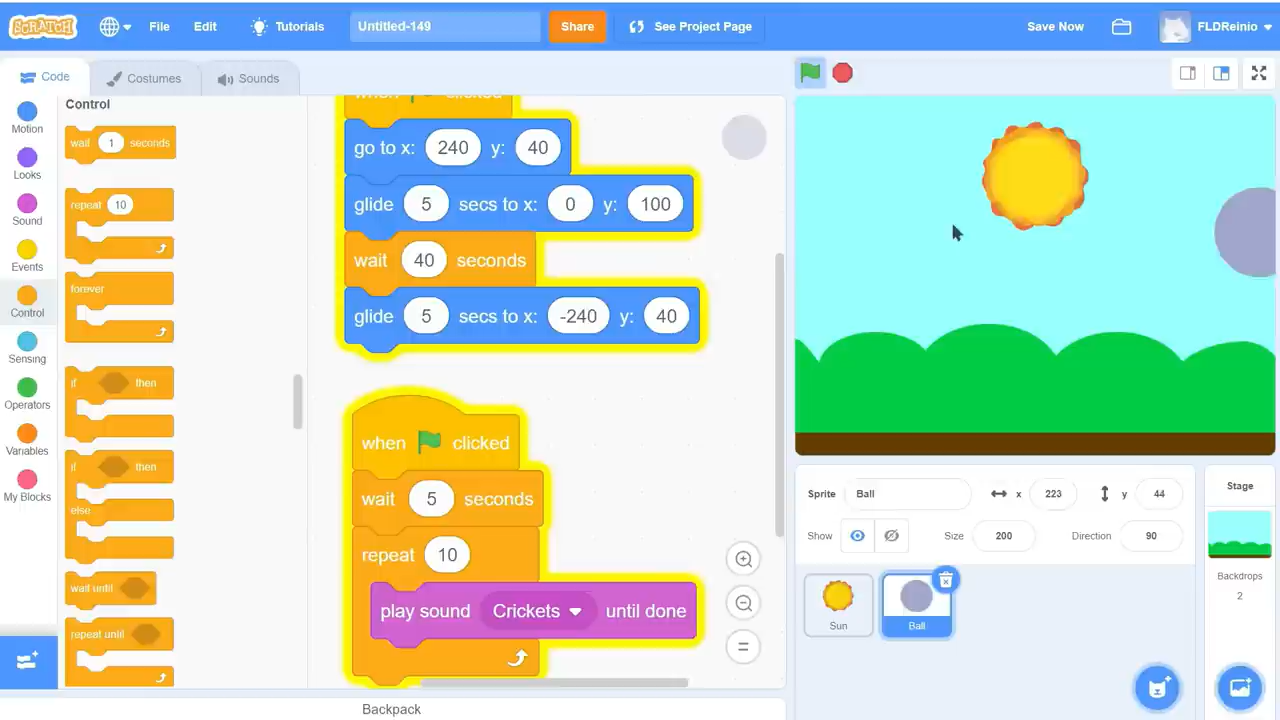 SCRATCH
File
Edit
Tutorials
Untitled-149
Share
See Project Page
Save Now
FLDReinio
Code
Costumes
Sounds
Motion
Looks
Sound
Events
Control
Sensing
Operators
Variables
My Blocks
Control
wait 1 seconds
repeat 10
forever
if then
if then
else
wait until
repeat until
when clicked
go to x: 240 y: 40
glide 5 secs to x: 0 y: 100
wait 40 seconds
glide 5 secs to x: -240 y: 40
when clicked
wait 5 seconds
repeat 10
play sound Crickets until done
Backpack
Sprite Ball x 223 y 44
Show Size 200 Direction 90
Sun
Ball
Stage
Backdrops
2